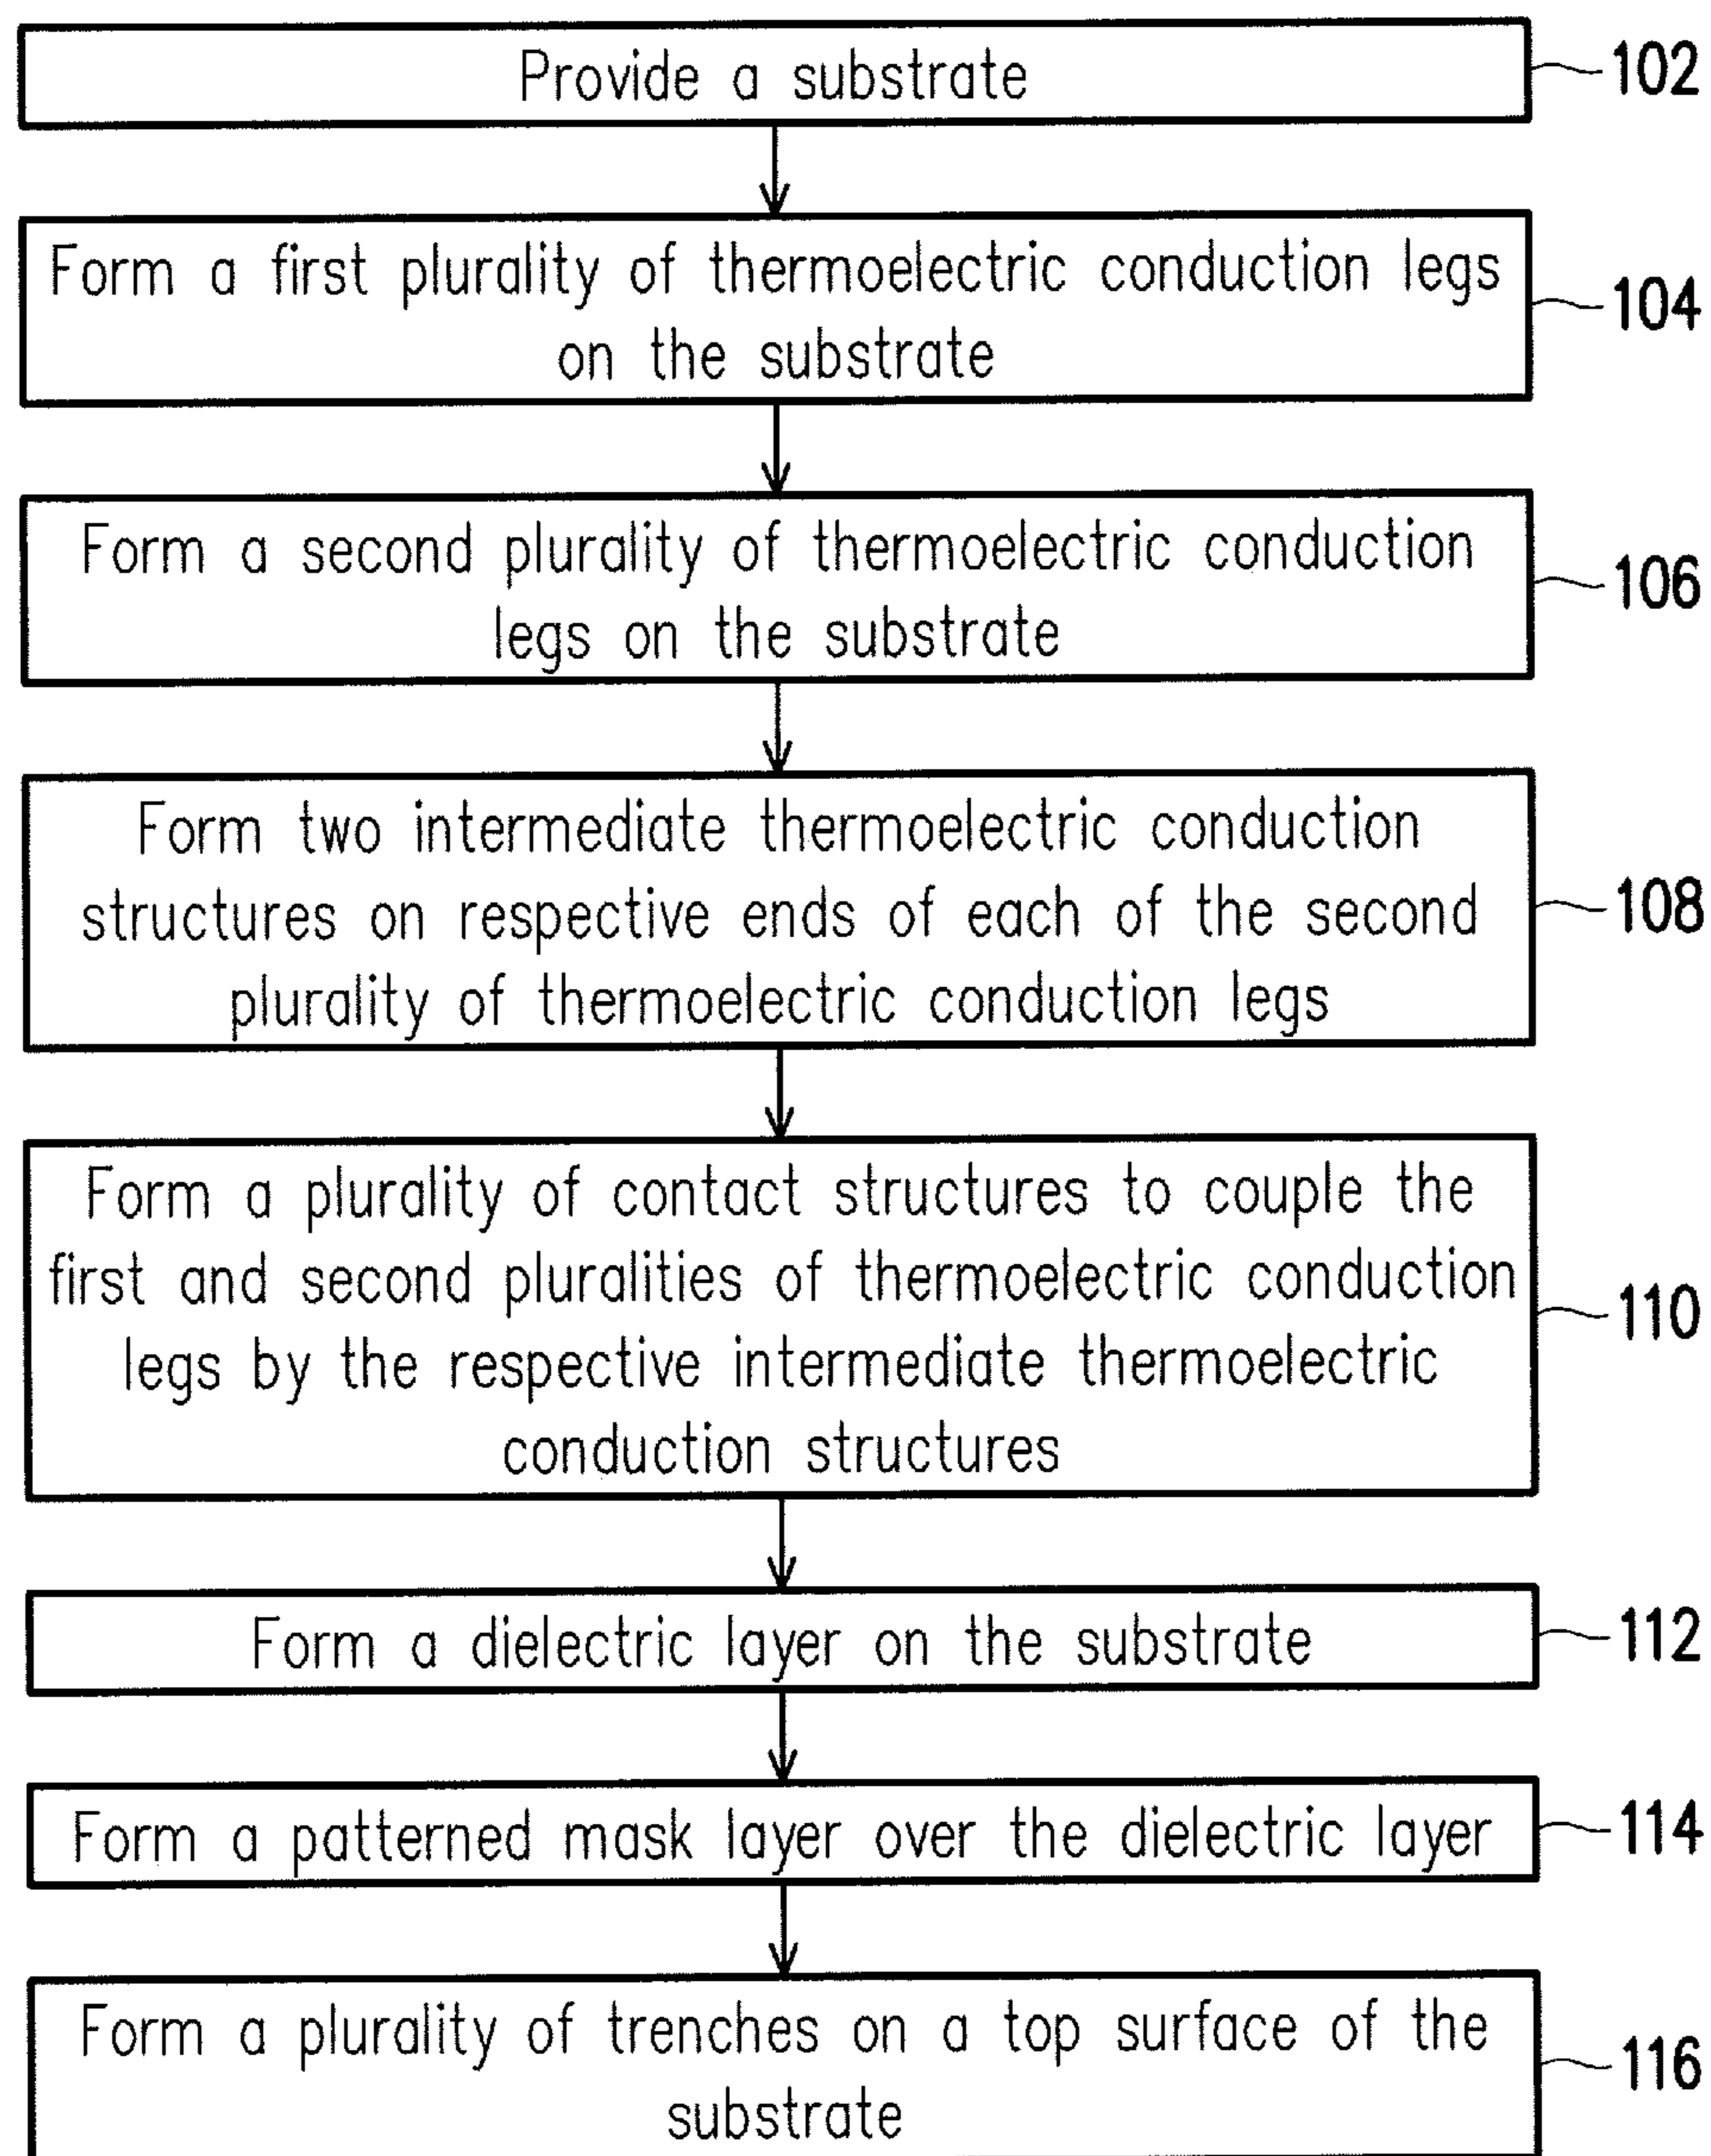 Provide a substrate
102
Form a first plurality of thermoelectric conduction legs
on the substrate
104
Form a second plurality of thermoelectric conduction
legs on the substrate
106
Form two intermediate thermoelectric conduction
structures on respective ends of each of the second
plurality of thermoelectric conduction legs
108
Form a plurality of contact structures to couple the
first and second pluralities of thermoelectric conduction
legs by the respective intermediate thermoelectric
conduction structures
110
Form a dielectric layer on the substrate
112
Form a patterned mask layer over the dielectric layer
114
Form a plurality of trenches on a top surface of the
substrate
116